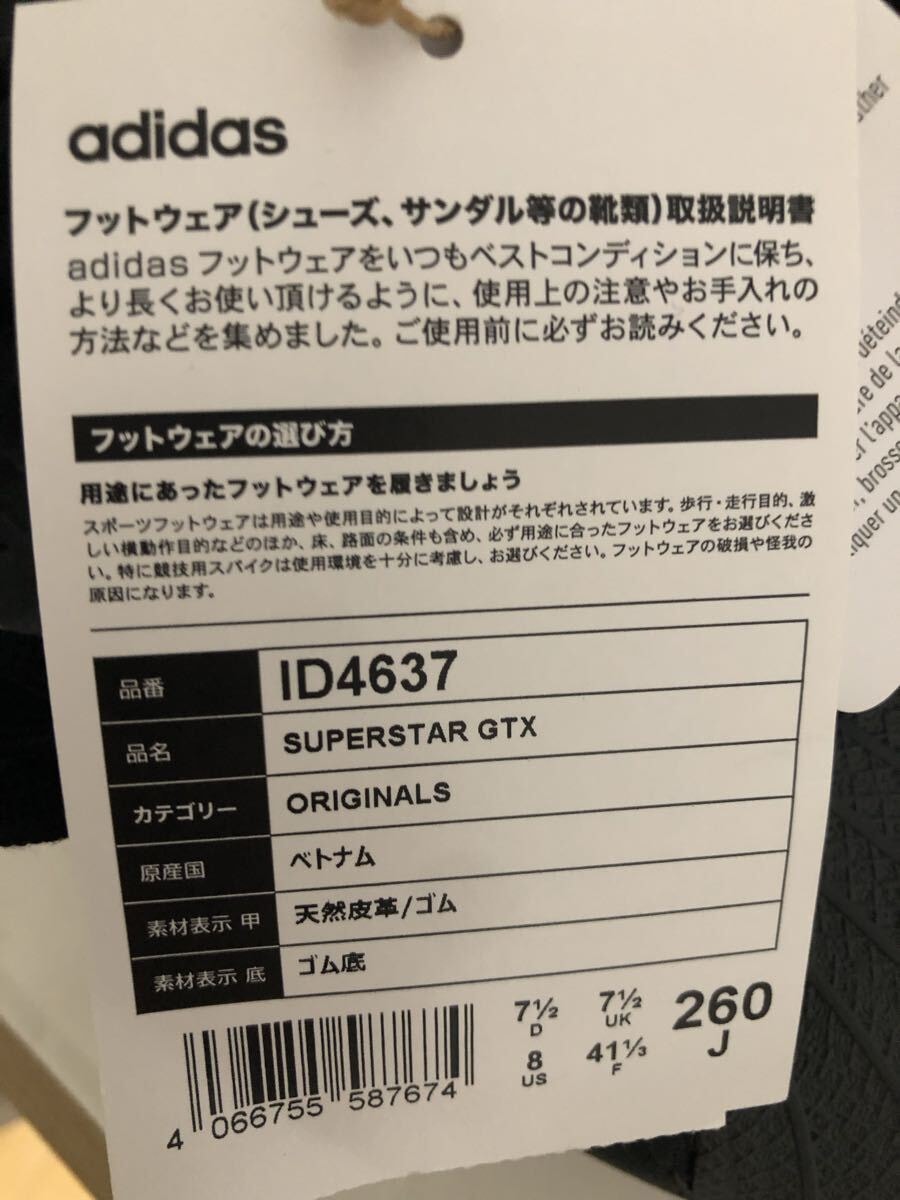 adidas
フットウェア(シューズ、サンダル等の靴類)取扱説明書
adidas フットウェアをいつもベストコンディションに保ち、
より長くお使い頂けるように、使用上の注意やお手入れの
方法などを集めました。ご使用前に必ずお読みください。
フットウェアの選び方
用途にあったフットウェアを履きましょう
スポーツフットウェアは用途や使用目的によって設計がそれぞれされています。歩行・走行目的、激
しい横動作目的などのほか、床、路面の条件も含め、必ず用途に合ったフットウェアをお選びくださ
い。特に競技用スパイクは使用環境を十分に考慮し、お選びください。フットウェアの破損や怪我の
原因になります。
品番 ID4637
品名 SUPERSTAR GTX
カテゴリー ORIGINALS
原産国 ベトナム
素材表示 甲 天然皮革/ゴム
素材表示 底 ゴム底
7½ 7½ 260
D UK J
8 41⅓
US F
4 066755 587674
de la
r l'appa
, brosse